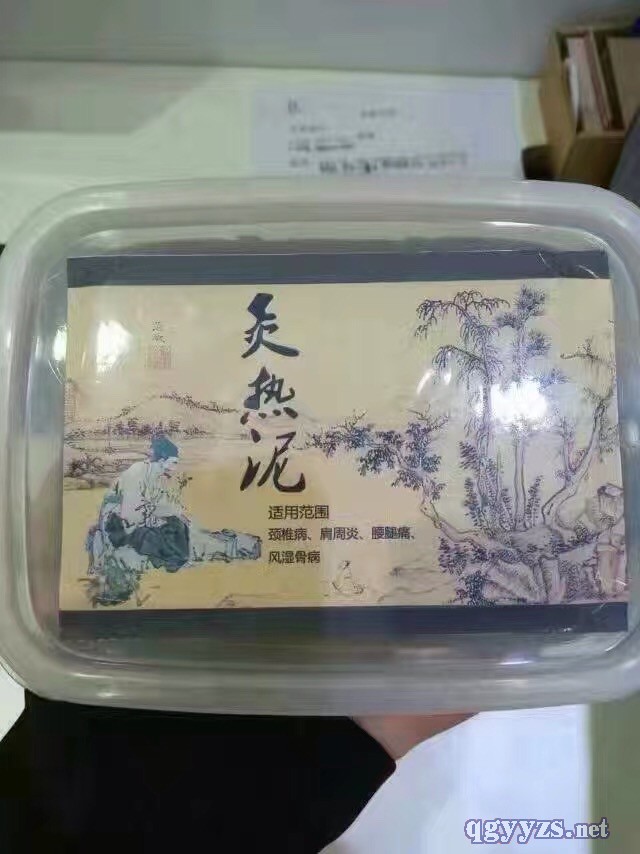 灸热泥
适用范围
颈椎病、肩周炎、腰腿痛、
风湿骨病
qgyyzs.net